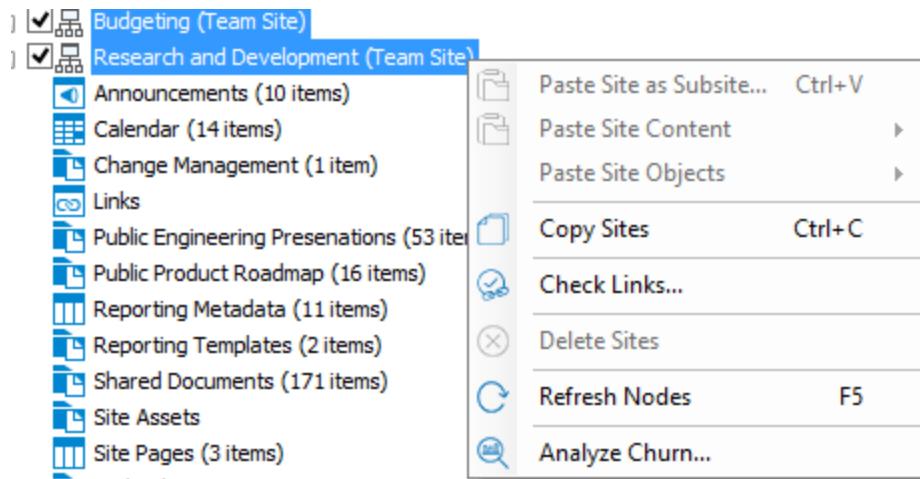 Budgeting (Team Site)
Research and Development (Team Site)
Announcements (10 items)
Calendar (14 items)
Change Management (1 item)
Links
Public Engineering Presenations (53 iter
Public Product Roadmap (16 items)
Reporting Metadata (11 items)
Reporting Templates (2 items)
Shared Documents (171 items)
Site Assets
Site Pages (3 items)
Paste Site as Subsite... Ctrl+V
Paste Site Content
Paste Site Objects
Copy Sites Ctrl+C
Check Links...
Delete Sites
Refresh Nodes F5
Analyze Churn...